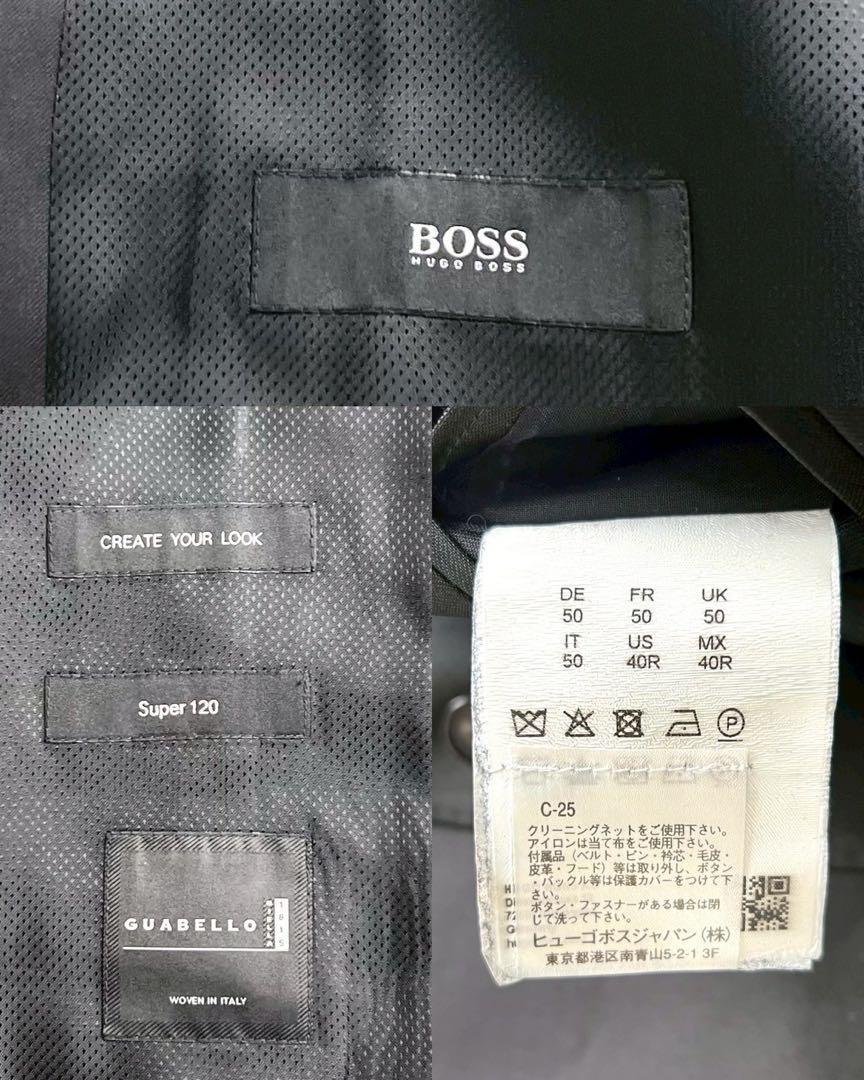 BOSS
HUGO BOSS
CREATE YOUR LOOK
Super 120
GUABELLO
1815
WOVEN IN ITALY
DE FR UK
50 50 50
IT US MX
50 40R 40R
P
C-25
クリーニングネットをご使用下さい。
アイロンは当て布をご使用下さい。
付属品（ベルト・ピン・衿芯・毛皮・
皮革・フード）等は取り外し、ボタン
・バックル等は保護カバーをつけて下
さい。
ボタン・ファスナーがある場合は閉
じて洗って下さい。
ヒューゴボスジャパン（株）
東京都港区南青山5-2-1 3F